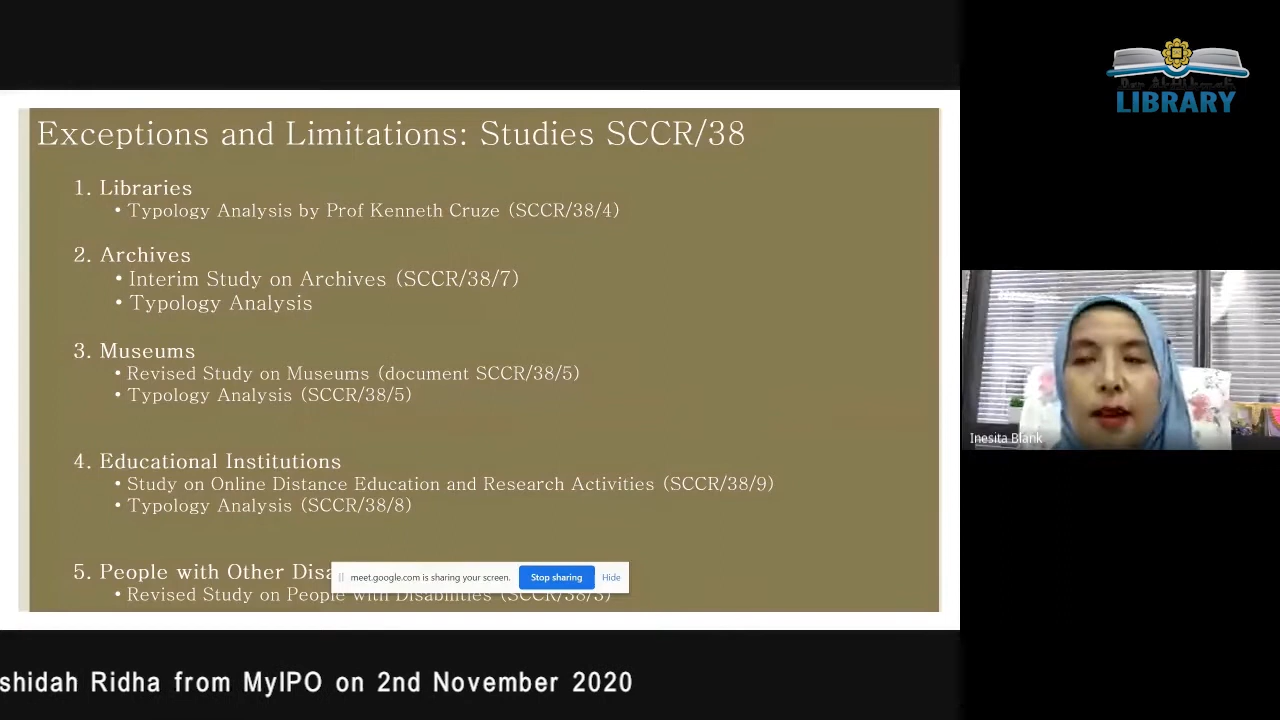 Exceptions and Limitations: Studies SCCR/38
1. Libraries
• Typology Analysis by Prof Kenneth Cruze (SCCR/38/4)
2. Archives
• Interim Study on Archives (SCCR/38/7)
• Typology Analysis
3. Museums
• Revised Study on Museums (document SCCR/38/5)
• Typology Analysis (SCCR/38/5)
4. Educational Institutions
• Study on Online Distance Education and Research Activities (SCCR/38/9)
• Typology Analysis (SCCR/38/8)
5. People with Other Disa
• Revised Study on People with Disabilities (SCCR/38/3)
meet.google.com is sharing your screen.
Stop sharing
Hide
LIBRARY
Inesita Blank
shidah Ridha from MyIPO on 2nd November 2020